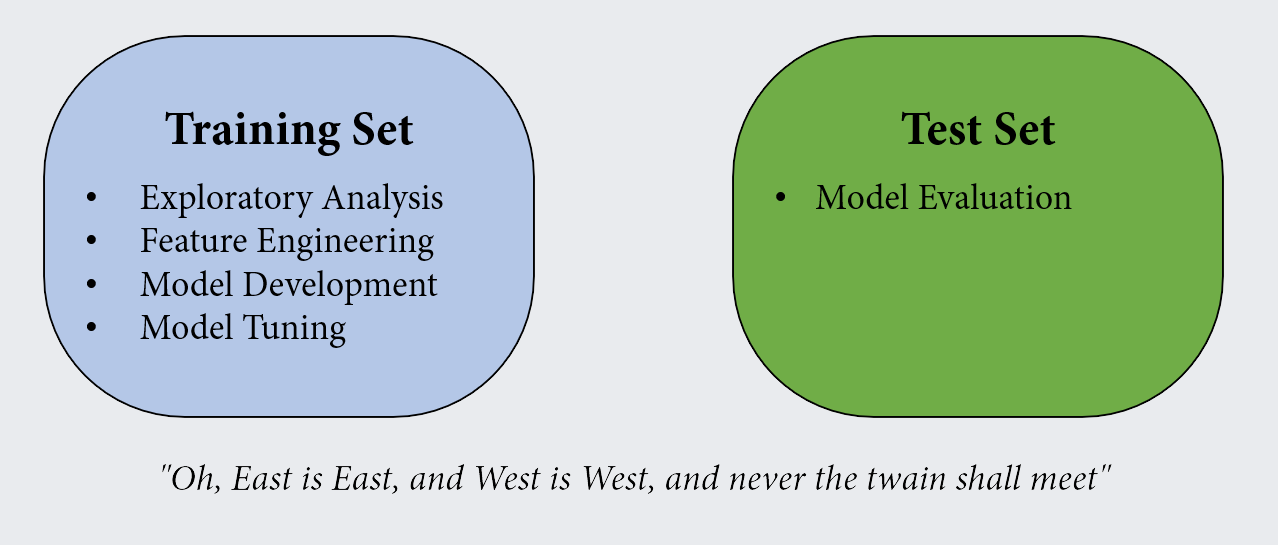 Training Set
• Exploratory Analysis
• Feature Engineering
• Model Development
• Model Tuning
Test Set
• Model Evaluation
"Oh, East is East, and West is West, and never the twain shall meet"